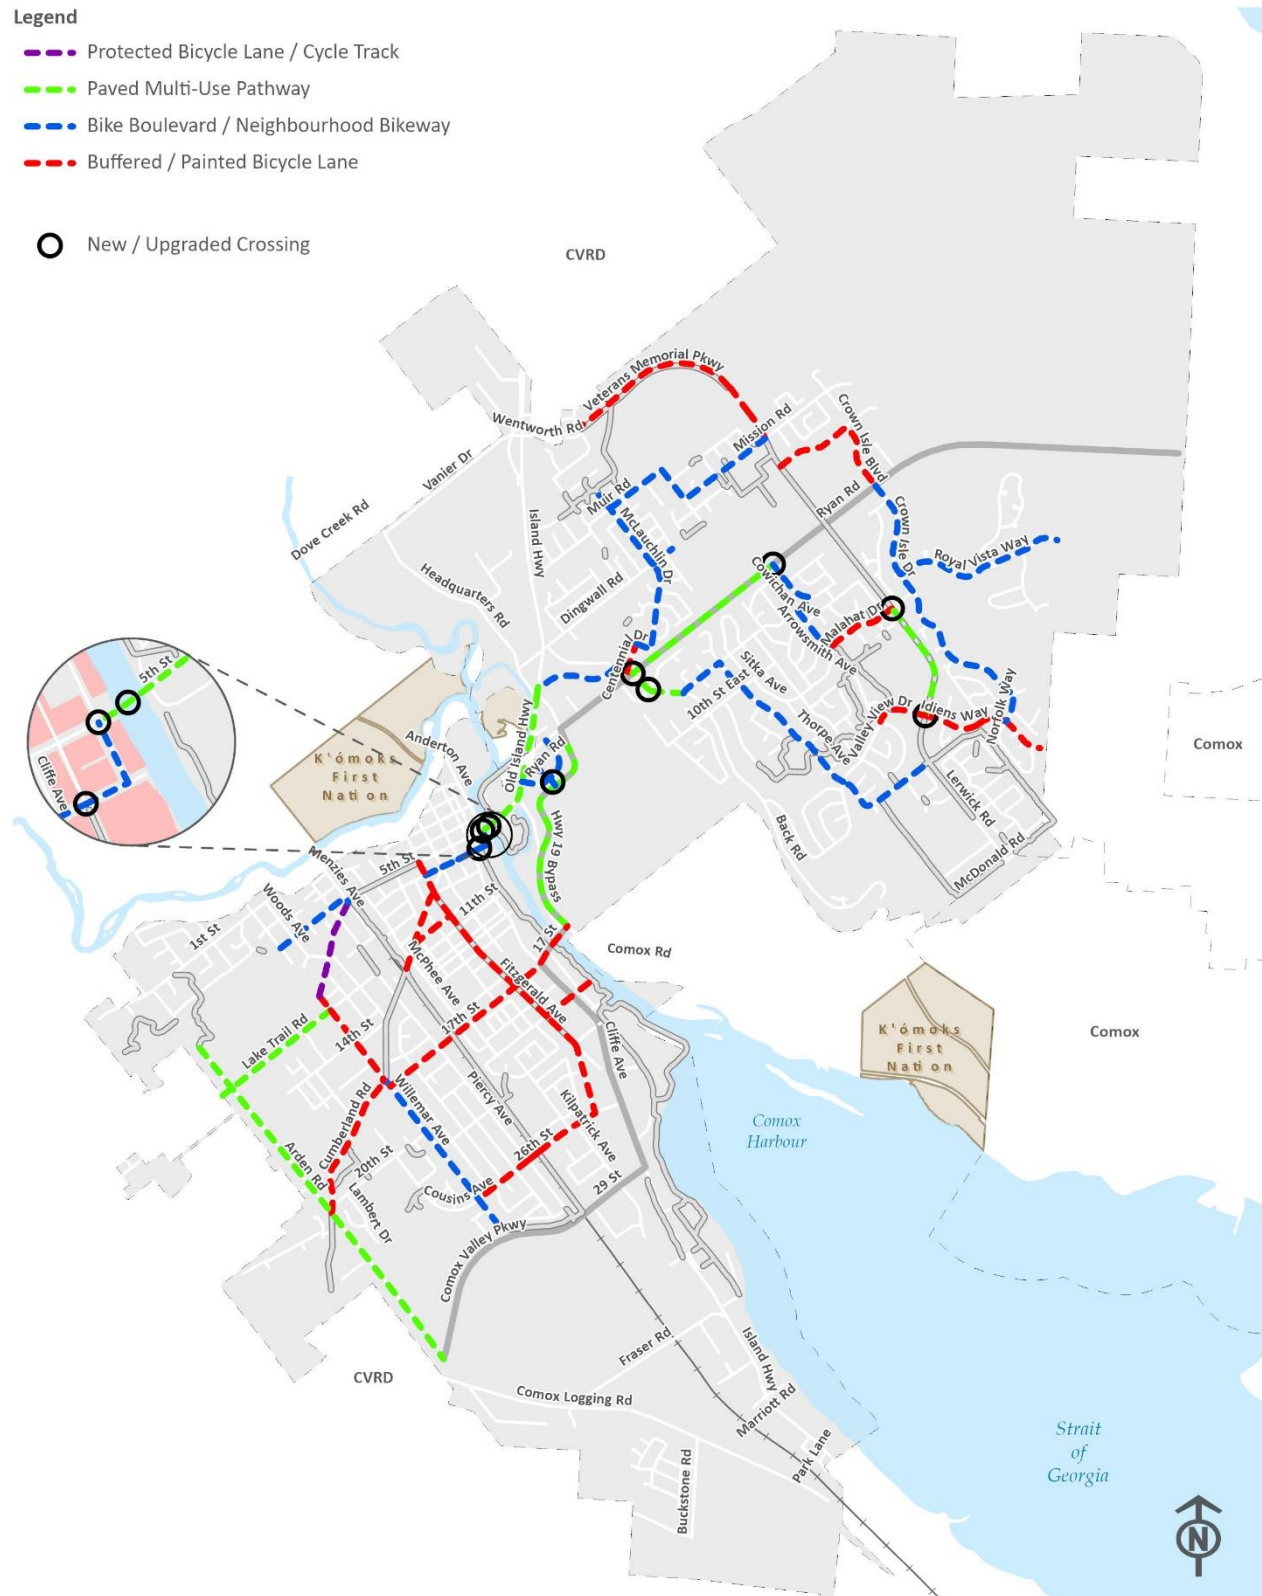 Legend
Protected Bicycle Lane / Cycle Track
Paved Multi-Use Pathway
Bike Boulevard / Neighbourhood Bikeway
Buffered / Painted Bicycle Lane
New / Upgraded Crossing
CVRD
Veterans Memorial Pkwy
Wentworth Rd
Mission Rd
Crown Isle Blvd
Vanier Dr
Muir Rd
Ryan Rd
Dove Creek Rd
Island Hwy
McLauchlin Dr
Crown Isle Dr
Royal Vista Way
Headquarters Rd
Dingwall Rd
Cowichan Ave
Malahat Dr
Arrowsmith Ave
Centennial Dr
Sitka Ave
10th St East
5th St
Cliffe Ave
K'ómoks
First
Nation
Anderton Ave
Old Island Hwy
Ryan Rd
Thorpe Ave
Valley View Dr
Idiens Way
Norfolk Way
Comox
Hwy 19 Bypass
Back Rd
Lerwick Rd
McDonald Rd
Menzies Ave
5th St
Woods Ave
11th St
1st St
17 St
Comox Rd
McPhee Ave
Fitzgerald Ave
17th St
Lake Trail Rd
14th St
Cliffe Ave
K'ómoks
First
Nation
Comox
Cumberland Rd
Willemar Ave
Piercy Ave
Kilpatrick Ave
Comox
Harbour
Arden Rd
20th St
26th St
Lambert Dr
Cousins Ave
29 St
Comox Valley Pkwy
CVRD
Fraser Rd
Island Hwy
Comox Logging Rd
Marriott Rd
Park Lane
Buckstone Rd
Strait
of
Georgia
N